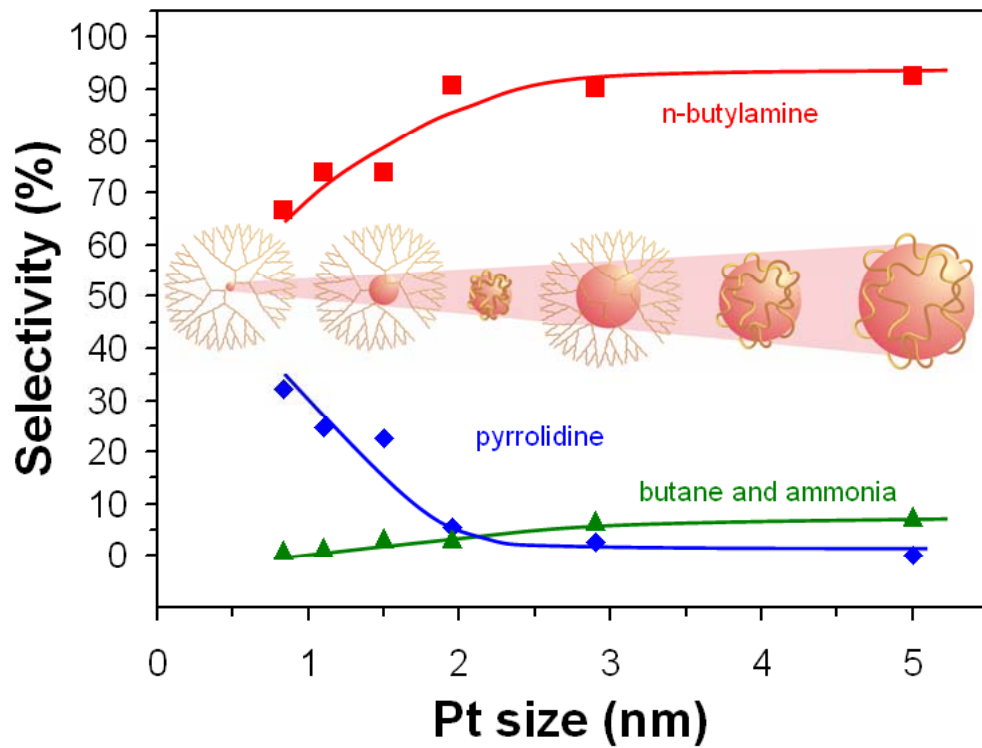 Selectivity (%)
100
90
80
70
60
50
40
30
20
10
0
n-butylamine
pyrrolidine
butane and ammonia
0 1 2 3 4 5
Pt size (nm)